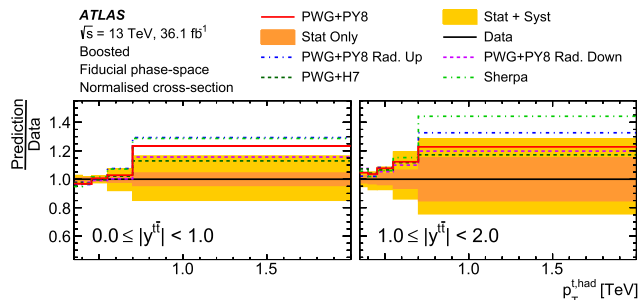 ATLAS
√s = 13 TeV, 36.1 fb¹
Boosted
Fiducial phase-space
Normalised cross-section
PWG+PY8
Stat Only
PWG+PY8 Rad. Up
PWG+H7
Stat + Syst
Data
PWG+PY8 Rad. Down
Sherpa
Prediction
Data
1.4
1.2
1.0
0.8
0.6
0.0 ≤ |y^{tt̄}| < 1.0
1.0 ≤ |y^{tt̄}| < 2.0
1.0 1.5 1.0 1.5
p_T^{t,had} [TeV]